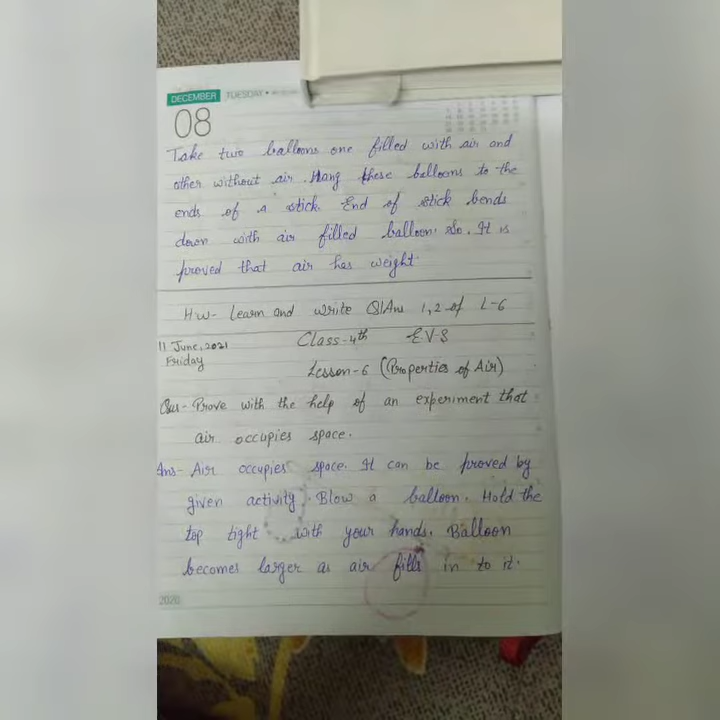 DECEMBER TUESDAY
08
Take two balloons one filled with air and
other without air. Hang these balloons to the
ends of a stick. End of stick bends
down with air filled balloon. So. It is
proved that air has weight
Hw- Learn and write Q/Ans 1,2 of L-6
11 June, 2021 Class-4th E.V.S
Friday
Lesson-6 (Properties of Air)
Que- Prove with the help of an experiment that
air occupies space.
Ans- Air occupies space. It can be proved by
given activity. Blow a balloon. Hold the
top tight with your hands. Balloon
becomes larger as air fills in to it.
2020